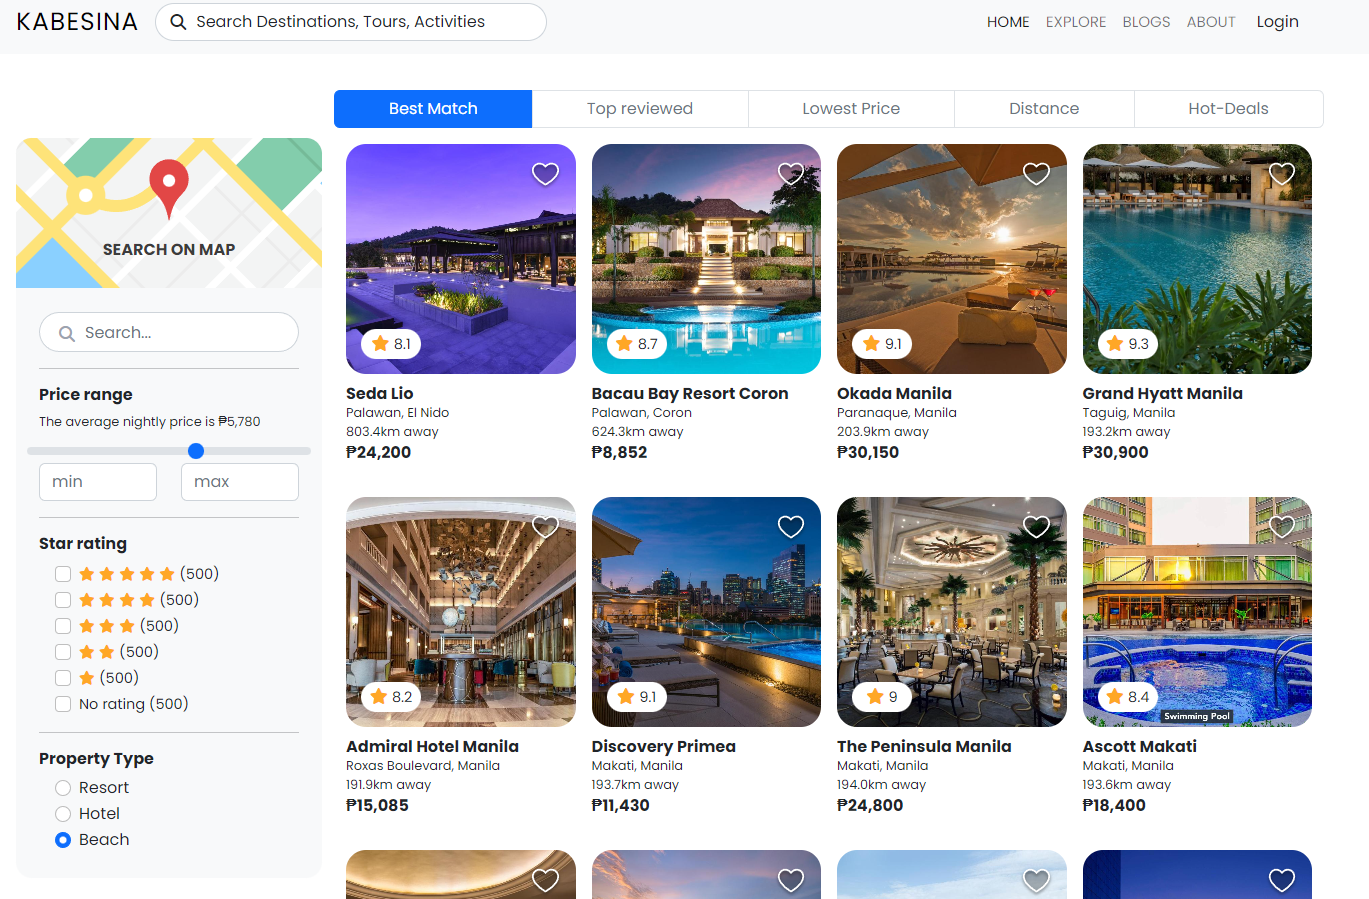 KABESINA
Search Destinations, Tours, Activities
HOME EXPLORE BLOGS ABOUT Login
Best Match Top reviewed Lowest Price Distance Hot-Deals
SEARCH ON MAP
Search...
Price range
The average nightly price is ₱5,780
min max
Star rating
(500)
(500)
(500)
(500)
(500)
No rating (500)
Property Type
Resort
Hotel
Beach
8.1
Seda Lio
Palawan, El Nido
803.4km away
₱24,200
8.7
Bacau Bay Resort Coron
Palawan, Coron
624.3km away
₱8,852
9.1
Okada Manila
Paranaque, Manila
203.9km away
₱30,150
9.3
Grand Hyatt Manila
Taguig, Manila
193.2km away
₱30,900
8.2
Admiral Hotel Manila
Roxas Boulevard, Manila
191.9km away
₱15,085
9.1
Discovery Primea
Makati, Manila
193.7km away
₱11,430
9
The Peninsula Manila
Makati, Manila
194.0km away
₱24,800
8.4
Swimming Pool
Ascott Makati
Makati, Manila
193.6km away
₱18,400